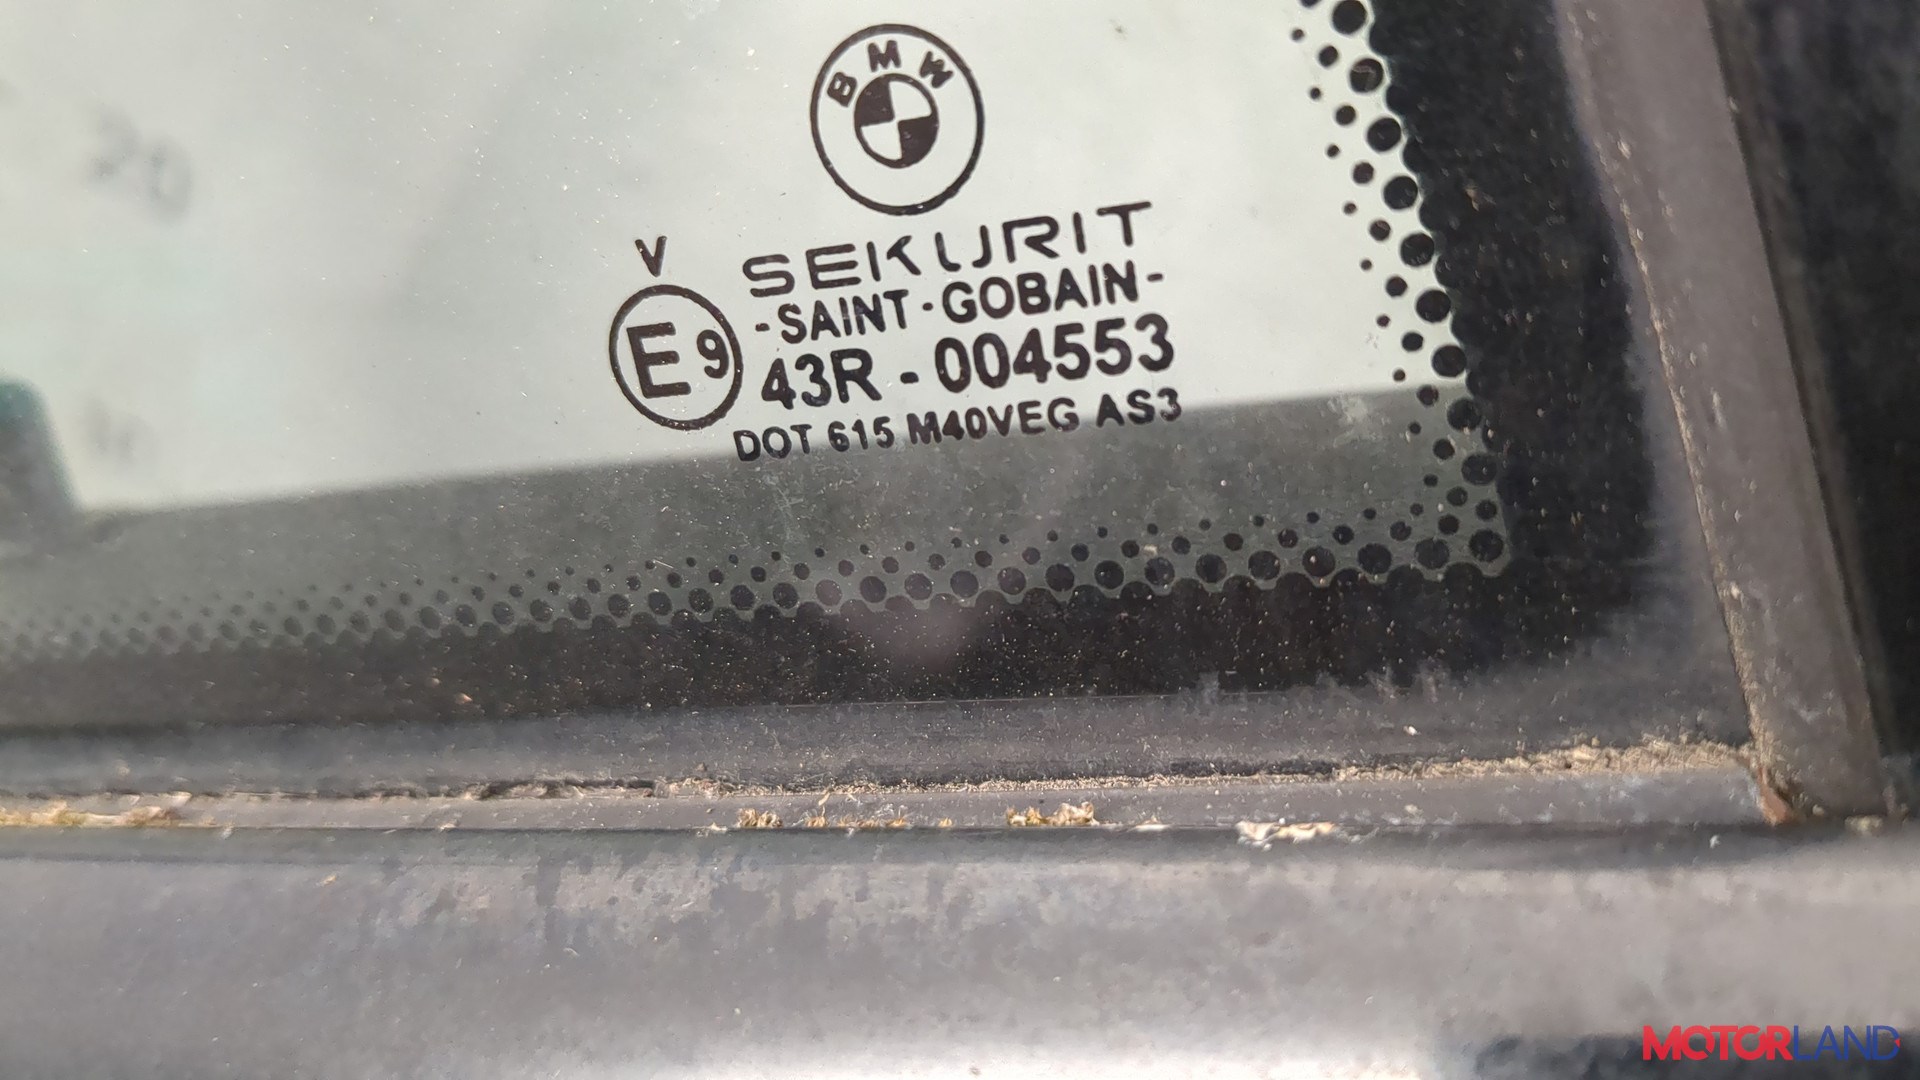 BMW
V
SEKURIT
-SAINT-GOBAIN-
E9
43R - 004553
DOT 615 M40VEG AS3
MOTORLAND